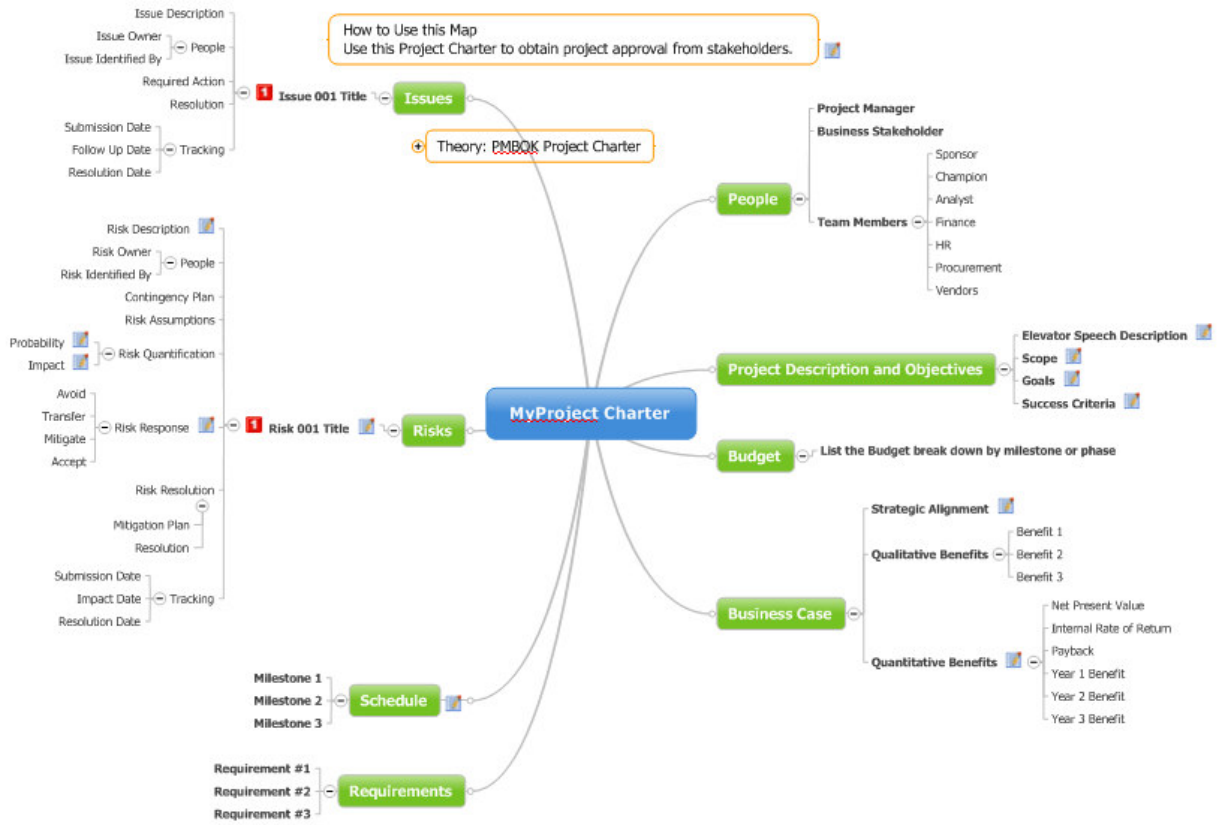 How to Use this Map
Use this Project Charter to obtain project approval from stakeholders.
Theory: PMBOK Project Charter
MyProject Charter
People
Project Manager
Business Stakeholder
Team Members
Sponsor
Champion
Analyst
Finance
HR
Procurement
Vendors
Project Description and Objectives
Elevator Speech Description
Scope
Goals
Success Criteria
Budget
List the Budget break down by milestone or phase
Business Case
Strategic Alignment
Qualitative Benefits
Benefit 1
Benefit 2
Benefit 3
Quantitative Benefits
Net Present Value
Internal Rate of Return
Payback
Year 1 Benefit
Year 2 Benefit
Year 3 Benefit
Issues
1
Issue 001 Title
Issue Description
People
Issue Owner
Issue Identified By
Required Action
Resolution
Tracking
Submission Date
Follow Up Date
Resolution Date
Risks
1
Risk 001 Title
Risk Description
People
Risk Owner
Risk Identified By
Contingency Plan
Risk Assumptions
Risk Quantification
Probability
Impact
Risk Response
Avoid
Transfer
Mitigate
Accept
Risk Resolution
Mitigation Plan
Resolution
Tracking
Submission Date
Impact Date
Resolution Date
Schedule
Milestone 1
Milestone 2
Milestone 3
Requirements
Requirement #1
Requirement #2
Requirement #3